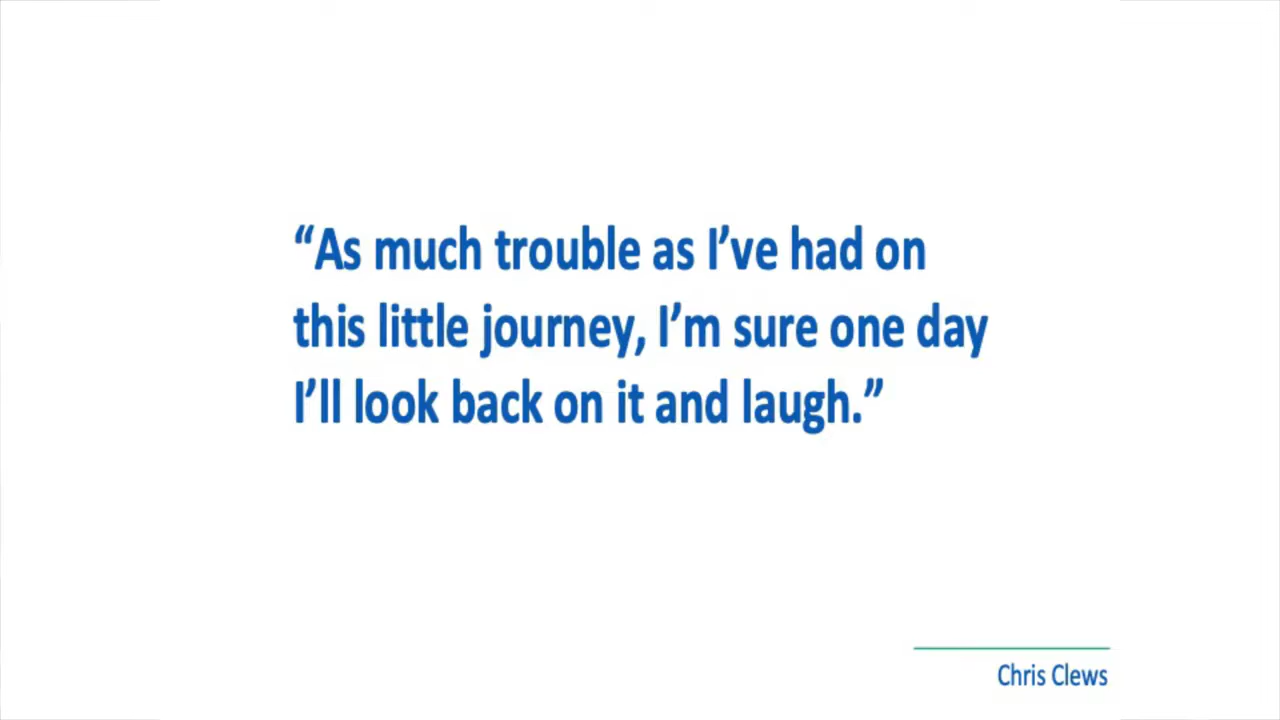 “As much trouble as I’ve had on
this little journey, I’m sure one day
I’ll look back on it and laugh.”
Chris Clews